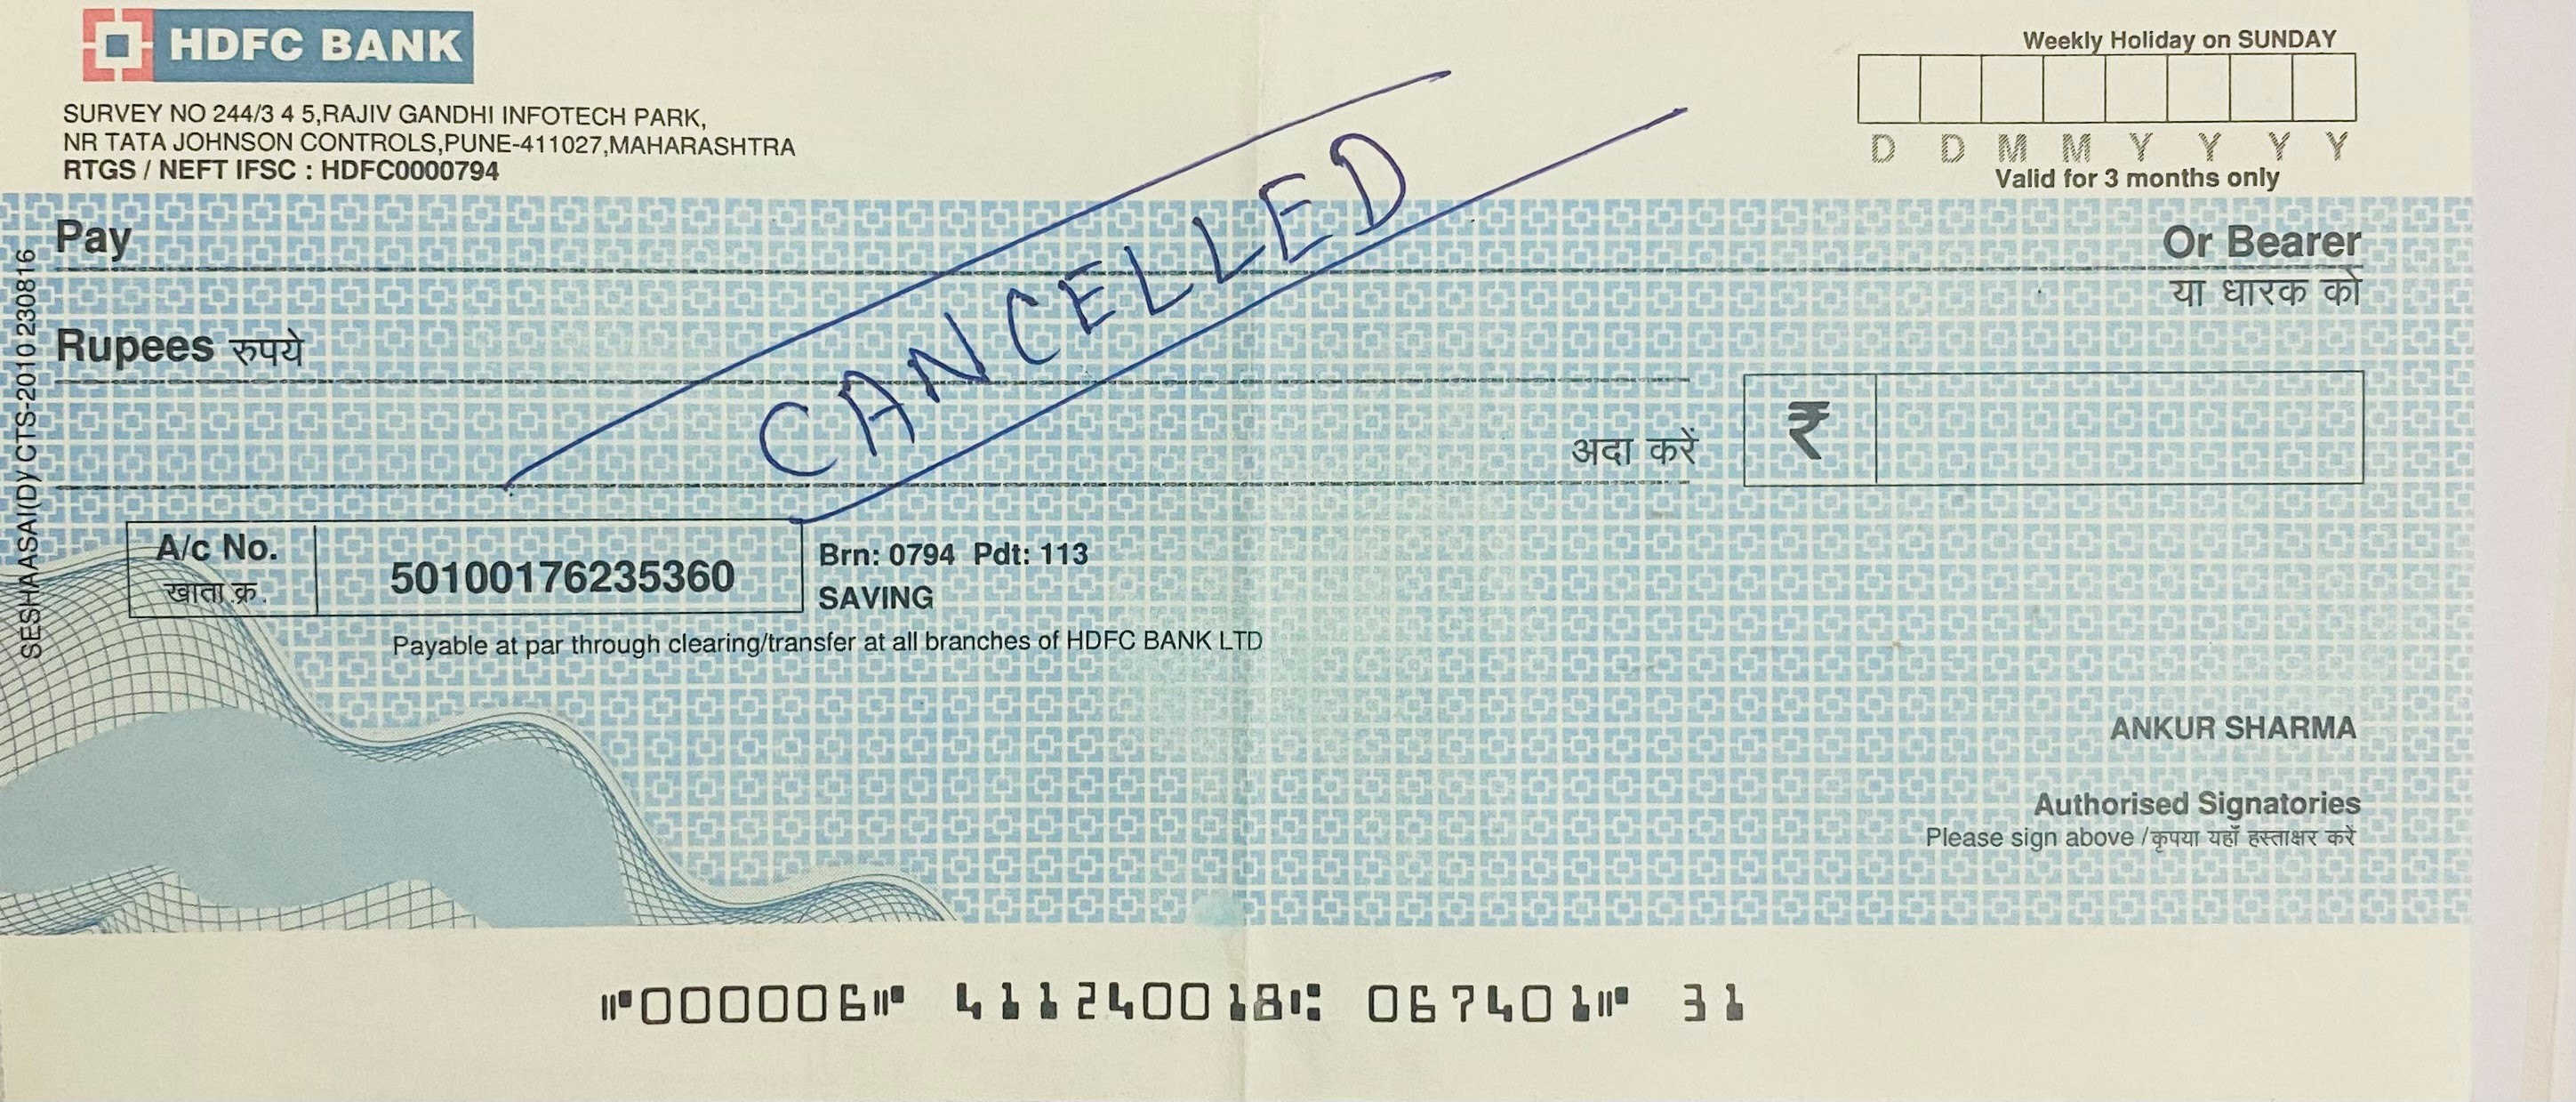 HDFC BANK
Weekly Holiday on SUNDAY
SURVEY NO 244/3 4 5,RAJIV GANDHI INFOTECH PARK,
NR TATA JOHNSON CONTROLS,PUNE-411027,MAHARASHTRA
RTGS / NEFT IFSC : HDFC0000794
D D M M Y Y Y Y
Valid for 3 months only
CANCELLED
Pay
Or Bearer
या धारक को
Rupees रुपये
अदा करें
₹
A/c No.
खाता क्र.
50100176235360
Brn: 0794 Pdt: 113
SAVING
Payable at par through clearing/transfer at all branches of HDFC BANK LTD
SESHAASAI(D)/ CTS-2010 230816
ANKUR SHARMA
Authorised Signatories
Please sign above /कृपया यहाँ हस्ताक्षर करें
⑈000006⑈ 411240018⑆ 067401⑈ 31